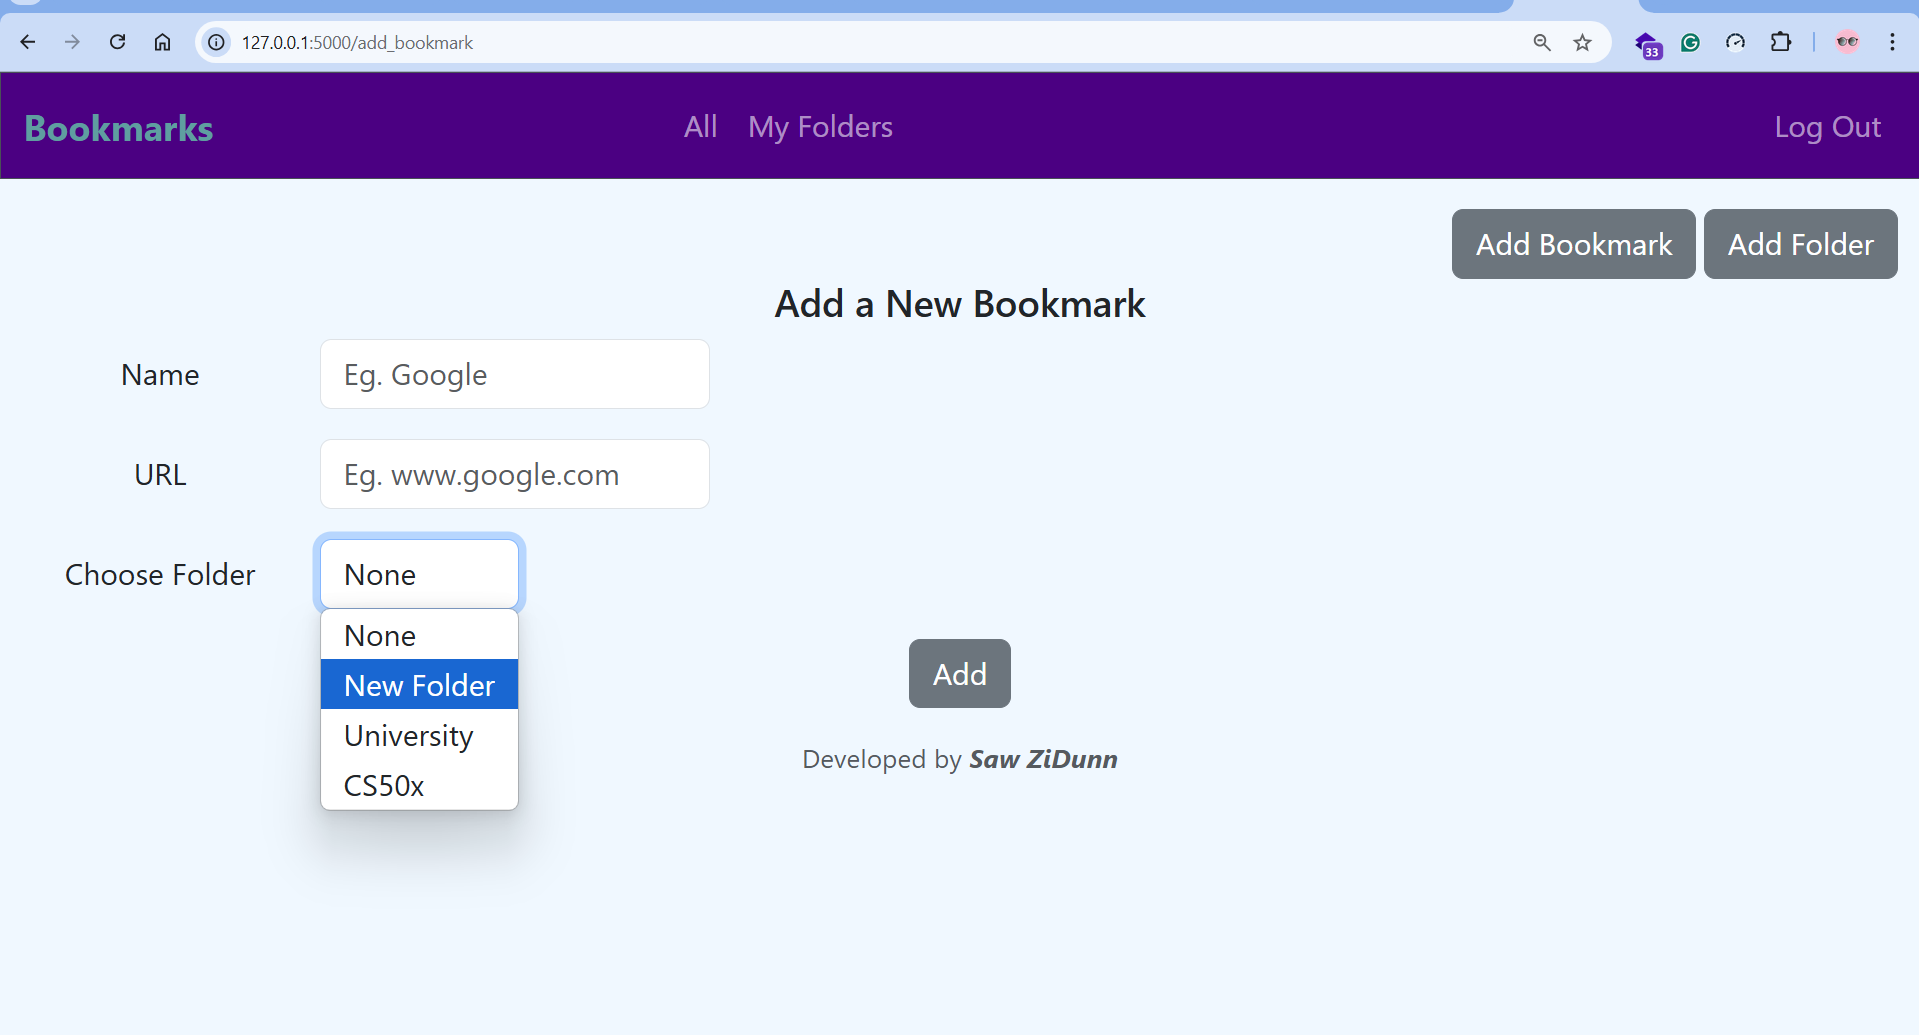 127.0.0.1:5000/add_bookmark
33
Bookmarks All My Folders Log Out
Add Bookmark Add Folder
Add a New Bookmark
Name Eg. Google
URL Eg. www.google.com
Choose Folder None
None
New Folder
University
CS50x
Add
Developed by Saw ZiDunn